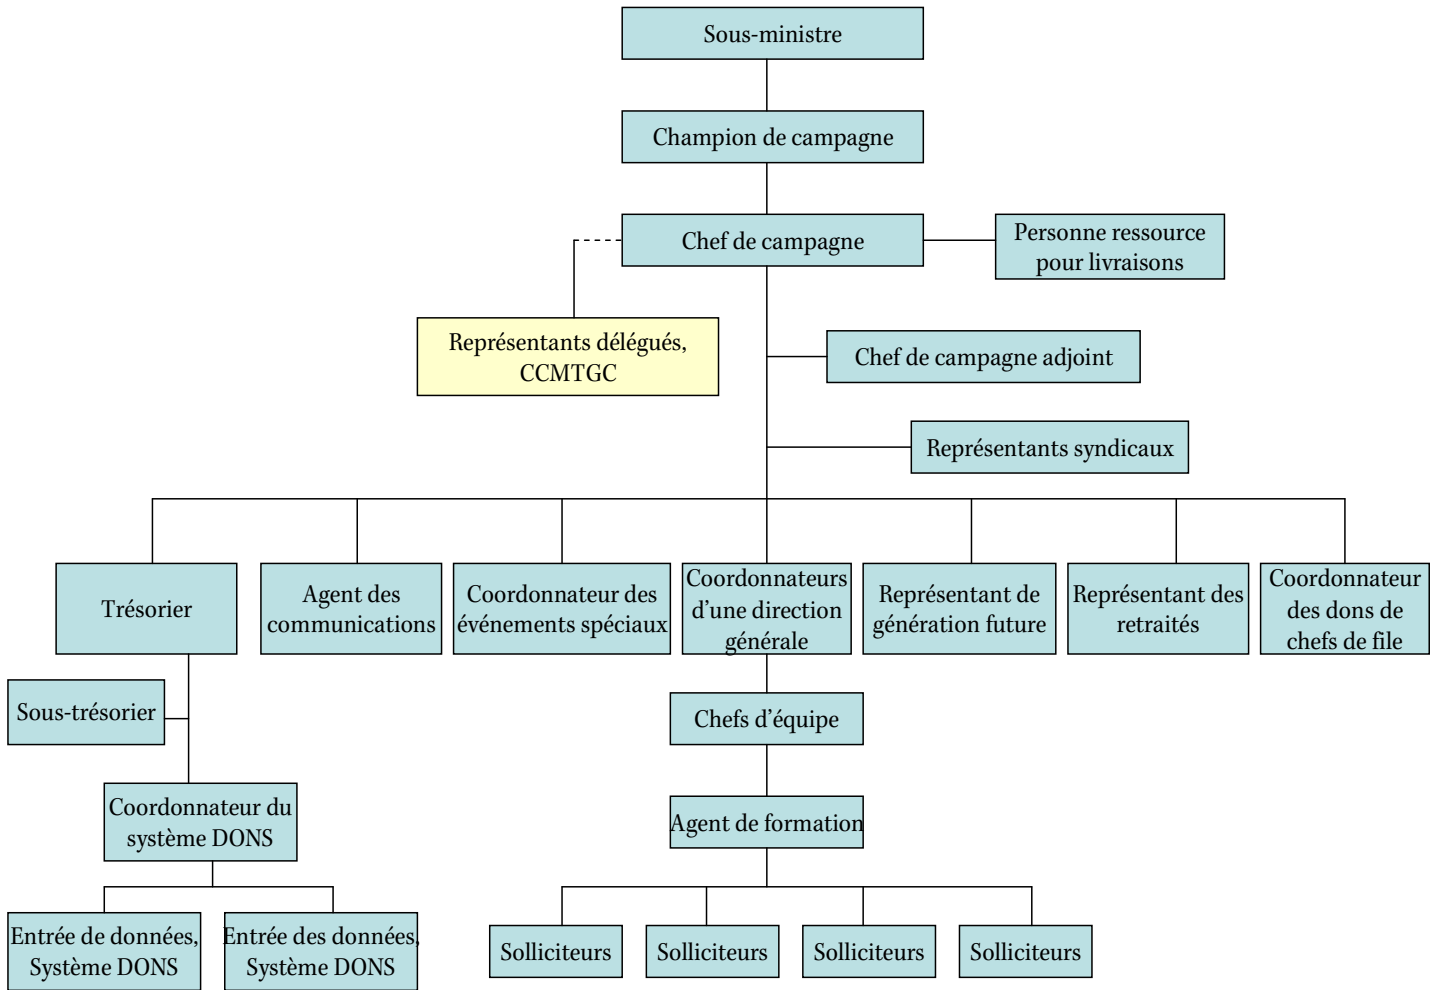 Sous-ministre
Champion de campagne
Chef de campagne
Personne ressource
pour livraisons
Représentants délégués,
CCMTGC
Chef de campagne adjoint
Représentants syndicaux
Trésorier
Agent des
communications
Coordonnateur des
événements spéciaux
Coordonnateurs
d'une direction
générale
Représentant de
génération future
Représentant des
retraités
Coordonnateur
des dons de
chefs de file
Sous-trésorier
Chefs d'équipe
Coordonnateur du
système DONS
Agent de formation
Entrée de données,
Système DONS
Entrée des données,
Système DONS
Solliciteurs
Solliciteurs
Solliciteurs
Solliciteurs